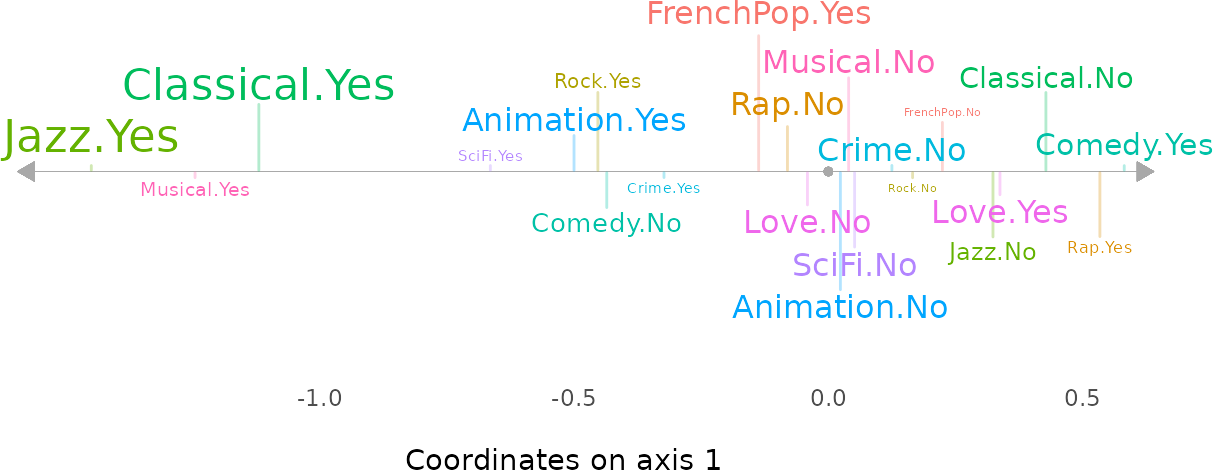 FrenchPop.Yes
Musical.No
Classical.Yes
Rock.Yes
Classical.No
Rap.No
FrenchPop.No
Animation.Yes
Jazz.Yes
Comedy.Yes
Crime.No
SciFi.Yes
Musical.Yes
Crime.Yes
Rock.No
Love.Yes
Comedy.No
Love.No
Rap.Yes
Jazz.No
SciFi.No
Animation.No
-1.0 -0.5 0.0 0.5
Coordinates on axis 1